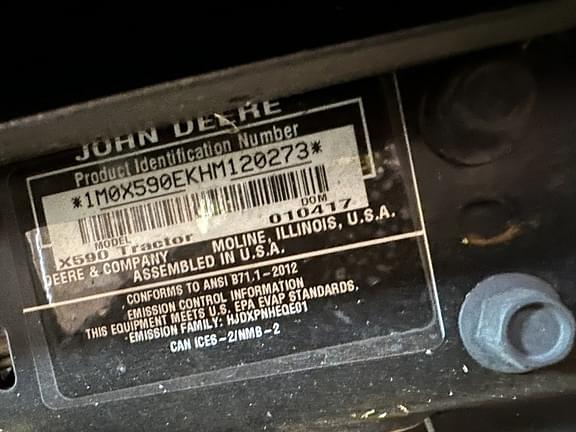 JOHN DEERE
Product Identification Number
*1M0X590EKHM120273*
MODEL DOM
X590 Tractor 010417
DEERE & COMPANY MOLINE, ILLINOIS, U.S.A.
ASSEMBLED IN U.S.A.
CONFORMS TO ANSI B71.1-2012
EMISSION CONTROL INFORMATION
THIS EQUIPMENT MEETS U.S. EPA EVAP STANDARDS.
EMISSION FAMILY: HJDXPNHEQE01
CAN ICES-2/NMB-2